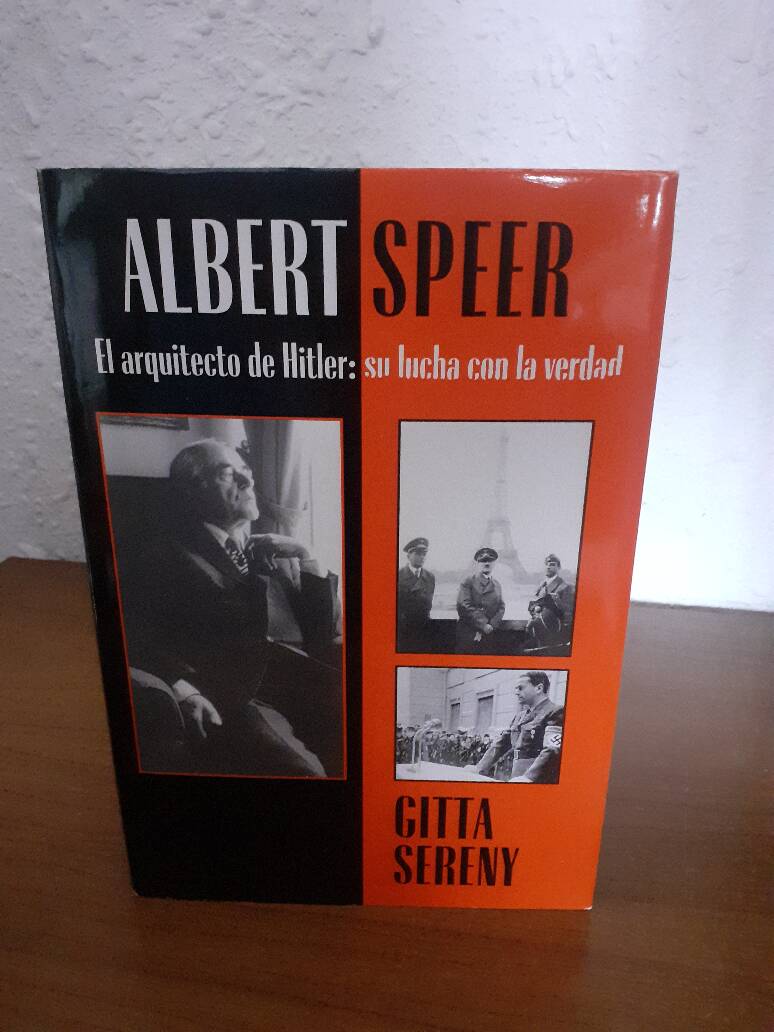 ALBERT SPEER
El arquitecto de Hitler: su lucha con la verdad
GITTA
SERENY